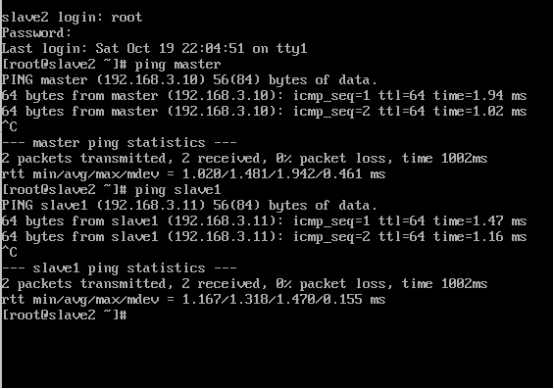 slave2 login: root
Password:
Last login: Sat Oct 19 22:04:51 on tty1
[root@slave2 ~]# ping master
PING master (192.168.3.10) 56(84) bytes of data.
64 bytes from master (192.168.3.10): icmp_seq=1 ttl=64 time=1.94 ms
64 bytes from master (192.168.3.10): icmp_seq=2 ttl=64 time=1.02 ms
^C
--- master ping statistics ---
2 packets transmitted, 2 received, 0% packet loss, time 1002ms
rtt min/avg/max/mdev = 1.020/1.481/1.942/0.461 ms
[root@slave2 ~]# ping slave1
PING slave1 (192.168.3.11) 56(84) bytes of data.
64 bytes from slave1 (192.168.3.11): icmp_seq=1 ttl=64 time=1.47 ms
64 bytes from slave1 (192.168.3.11): icmp_seq=2 ttl=64 time=1.16 ms
^C
--- slave1 ping statistics ---
2 packets transmitted, 2 received, 0% packet loss, time 1002ms
rtt min/avg/max/mdev = 1.167/1.318/1.470/0.155 ms
[root@slave2 ~]#